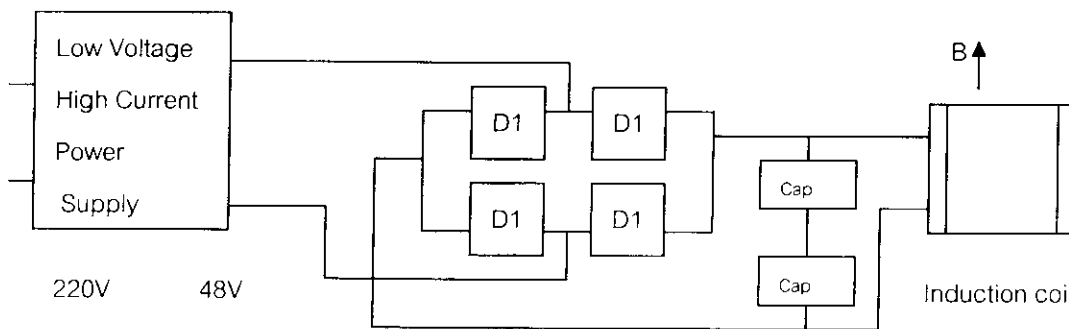 Low Voltage
High Current
Power
Supply
220V 48V
D1 D1
D1 D1
Cap
Cap
B
Induction coi